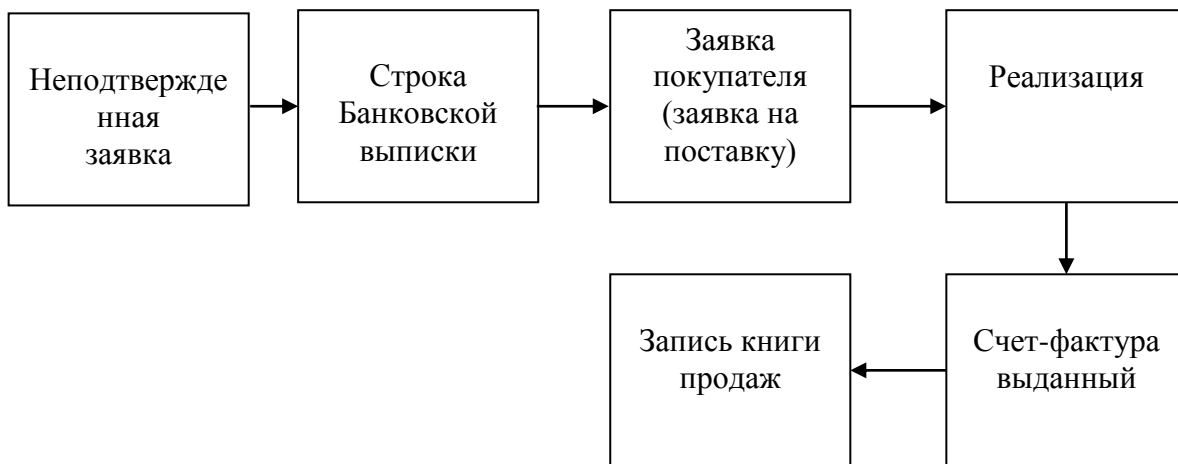 Неподтвержде
нная
заявка
Строка
Банковской
выписки
Заявка
покупателя
(заявка на
поставку)
Реализация
Счет-фактура
выданный
Запись книги
продаж